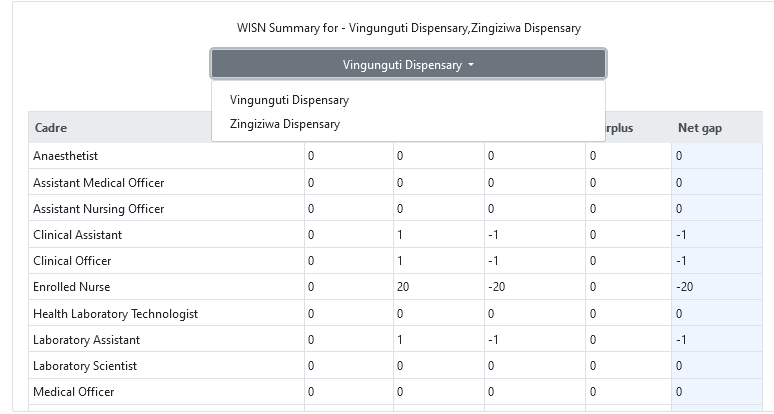 WISN Summary for - Vingunguti Dispensary,Zingiziwa Dispensary
Vingunguti Dispensary
Vingunguti Dispensary
Zingiziwa Dispensary
Cadre rplus Net gap
Anaesthetist 0 0 0 0 0
Assistant Medical Officer 0 0 0 0 0
Assistant Nursing Officer 0 0 0 0 0
Clinical Assistant 0 1 -1 0 -1
Clinical Officer 0 1 -1 0 -1
Enrolled Nurse 0 20 -20 0 -20
Health Laboratory Technologist 0 0 0 0 0
Laboratory Assistant 0 1 -1 0 -1
Laboratory Scientist 0 0 0 0 0
Medical Officer 0 0 0 0 0